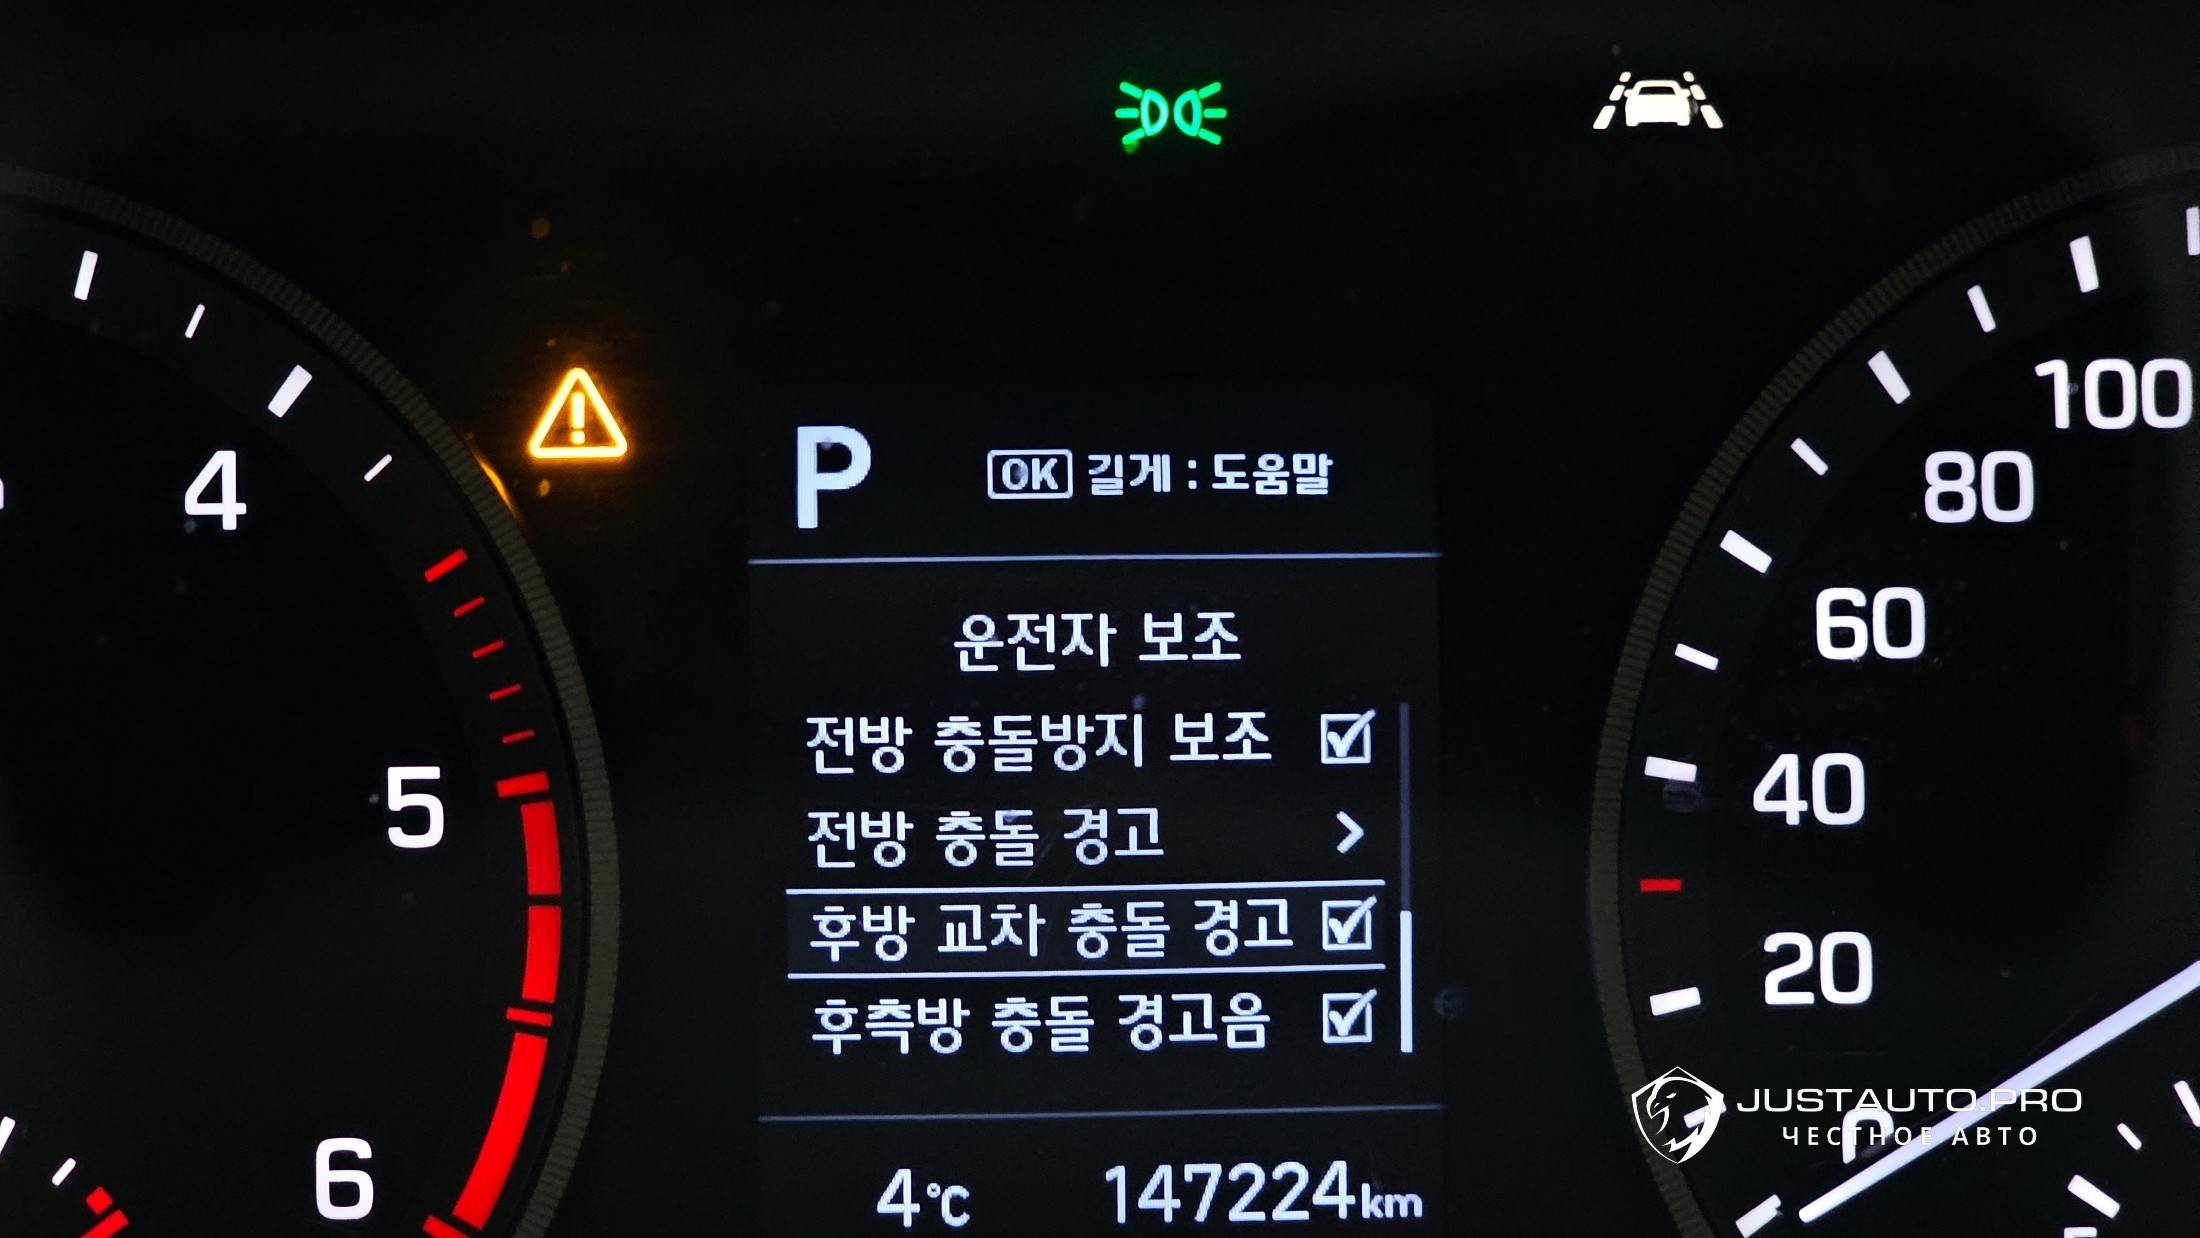 P
OK 길게 : 도움말
운전자 보조
전방 충돌방지 보조
전방 충돌 경고
후방 교차 충돌 경고
후측방 충돌 경고음
4°C
147224km
4
5
6
100
80
60
40
20
0
JUSTAUTO.PRO
ЧЕСТНОЕ АВТО